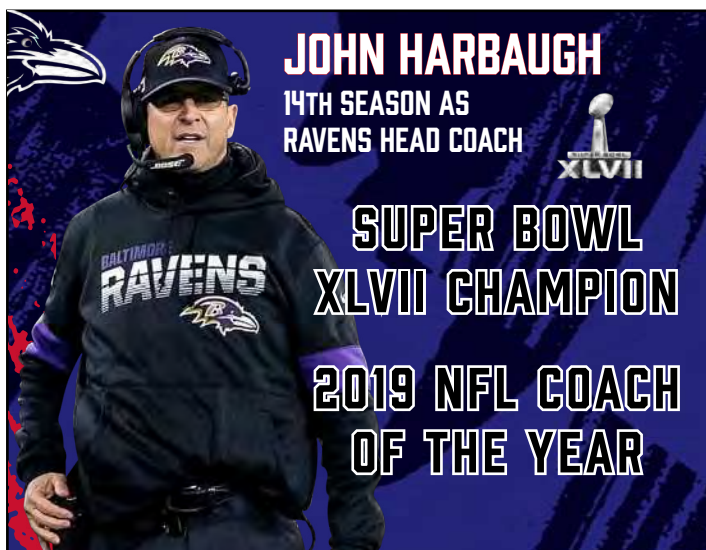 JOHN HARBAUGH
14TH SEASON AS
RAVENS HEAD COACH
SUPER BOWL
XLVII
SUPER BOWL
XLVII CHAMPION
2019 NFL COACH
OF THE YEAR
BOSE
BALTIMORE
RAVENS